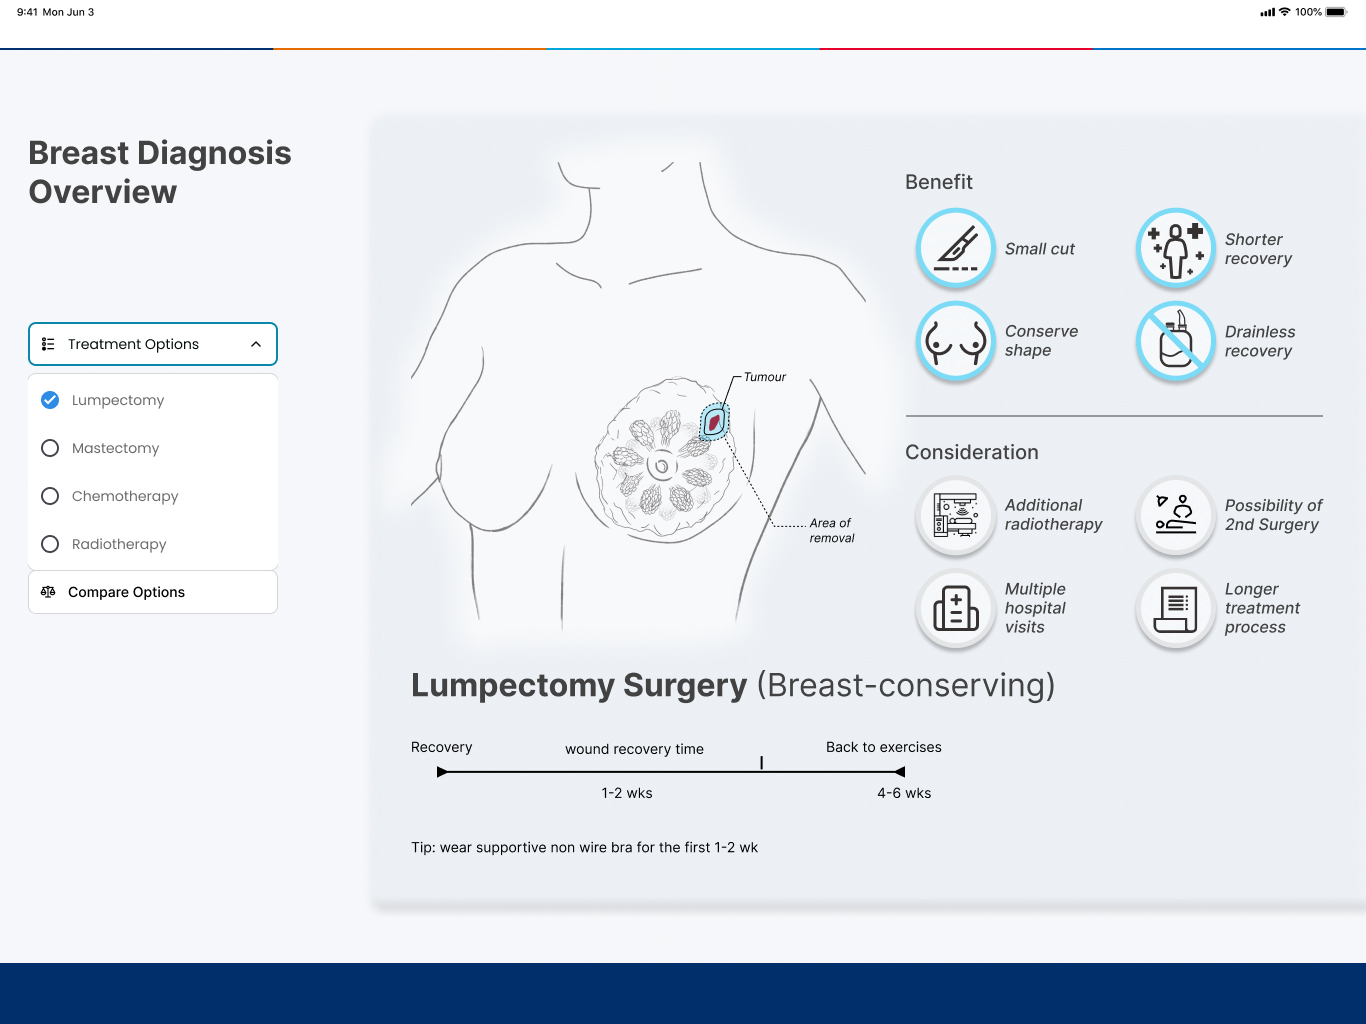 9:41 Mon Jun 3
100%
Breast Diagnosis
Overview
Treatment Options
Lumpectomy
Mastectomy
Chemotherapy
Radiotherapy
Compare Options
Tumour
Area of
removal
Benefit
Small cut
Shorter
recovery
Conserve
shape
Drainless
recovery
Consideration
Additional
radiotherapy
Possibility of
2nd Surgery
Multiple
hospital
visits
Longer
treatment
process
Lumpectomy Surgery (Breast-conserving)
Recovery
wound recovery time
Back to exercises
1-2 wks
4-6 wks
Tip: wear supportive non wire bra for the first 1-2 wk